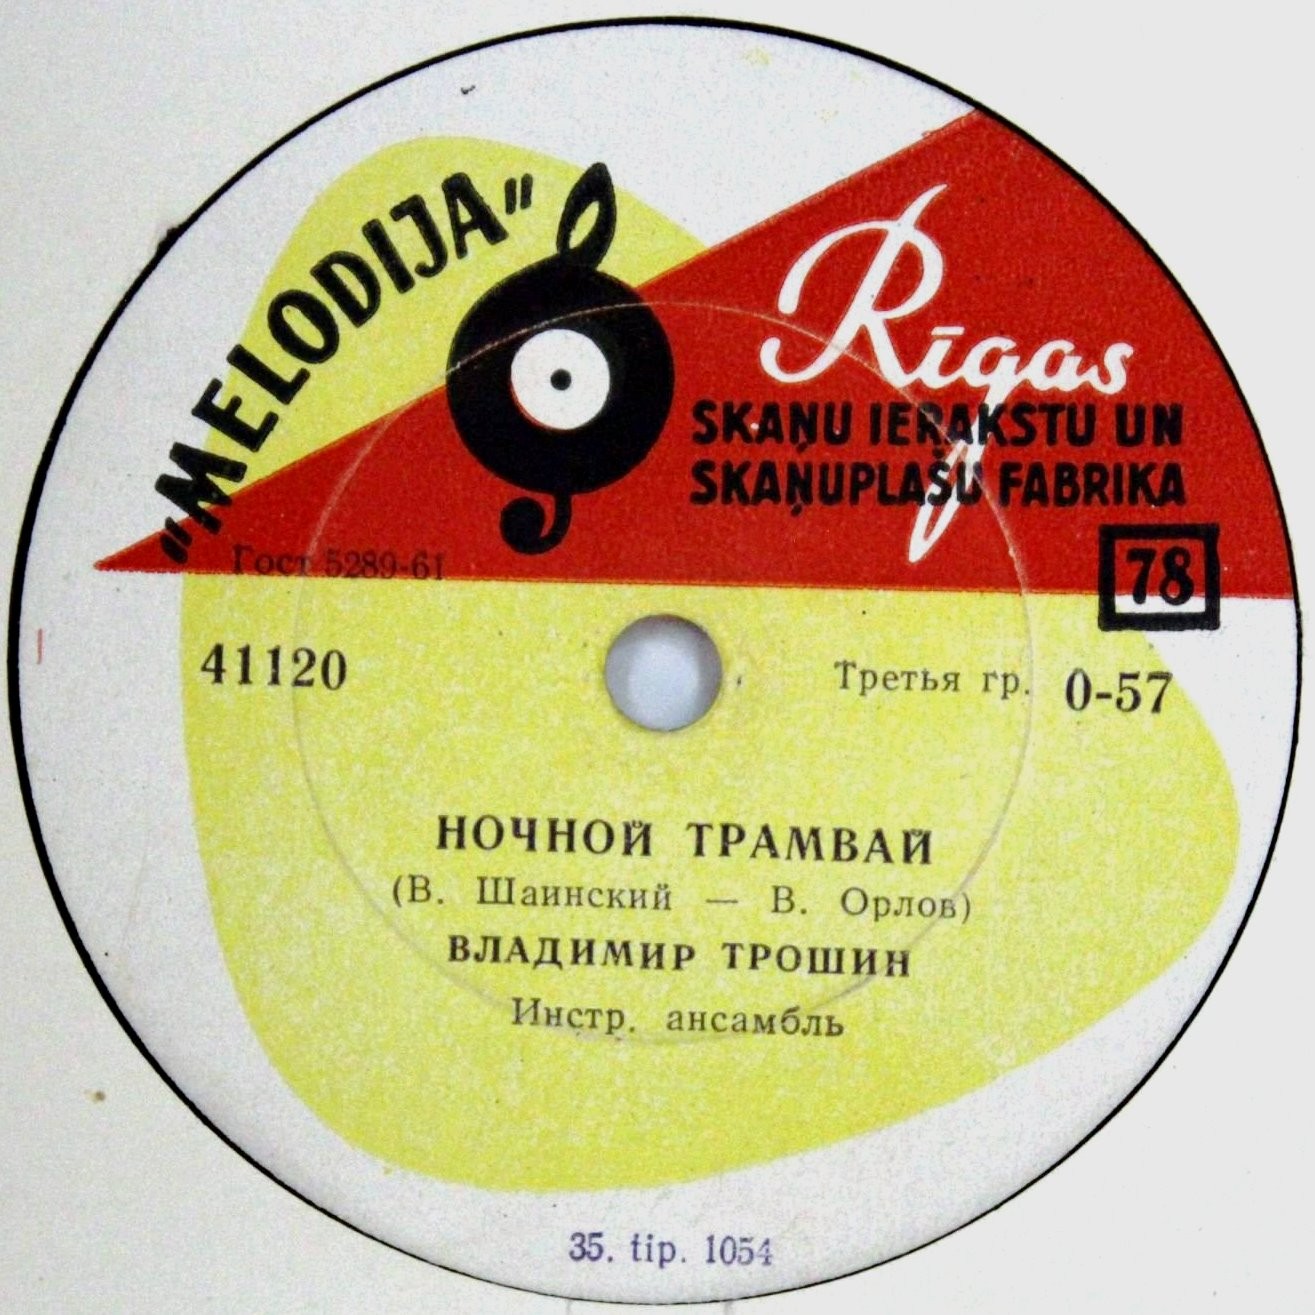 "MELODIJA"
Rīgas
SKAŅU IERAKSTU UN
SKAŅUPLAŠU FABRIKA
78
Гост 5289-61
41120
Третья гр. 0-57
НОЧНОЙ ТРАМВАЙ
(В. Шаинский — В. Орлов)
ВЛАДИМИР ТРОШИН
Инстр. ансамбль
35. tip. 1054